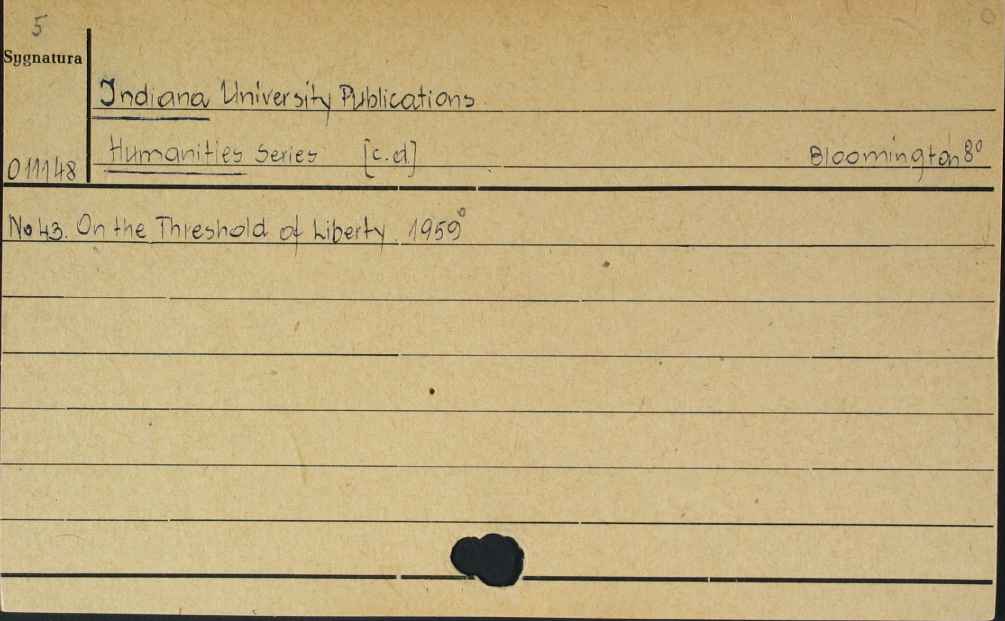 5
Sygnatura
Indiana University Publications
Humanities Series [c.d.] Bloomington 8°
011148
No 43. On the Threshold of Liberty. 1959°